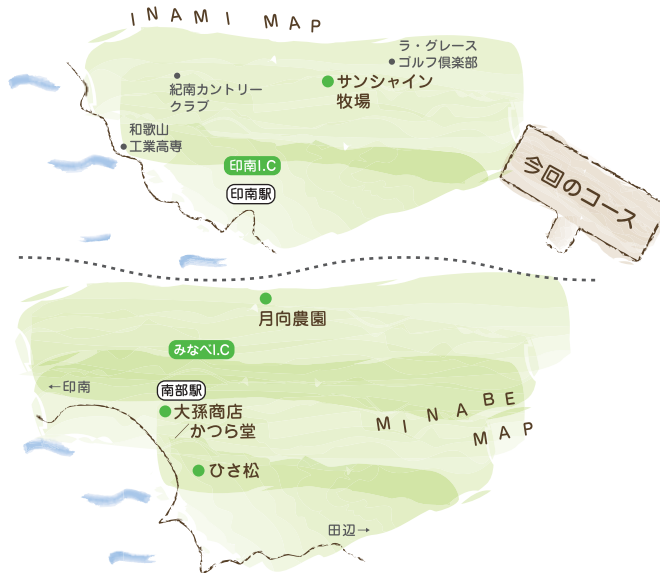 INAMI MAP
ラ・グレース
ゴルフ倶楽部
サンシャイン
牧場
紀南カントリー
クラブ
和歌山
工業高専
印南I.C
印南駅
今回のコース
月向農園
みなべI.C
←印南
南部駅
大孫商店
／かつら堂
MINABE
MAP
ひさ松
田辺→